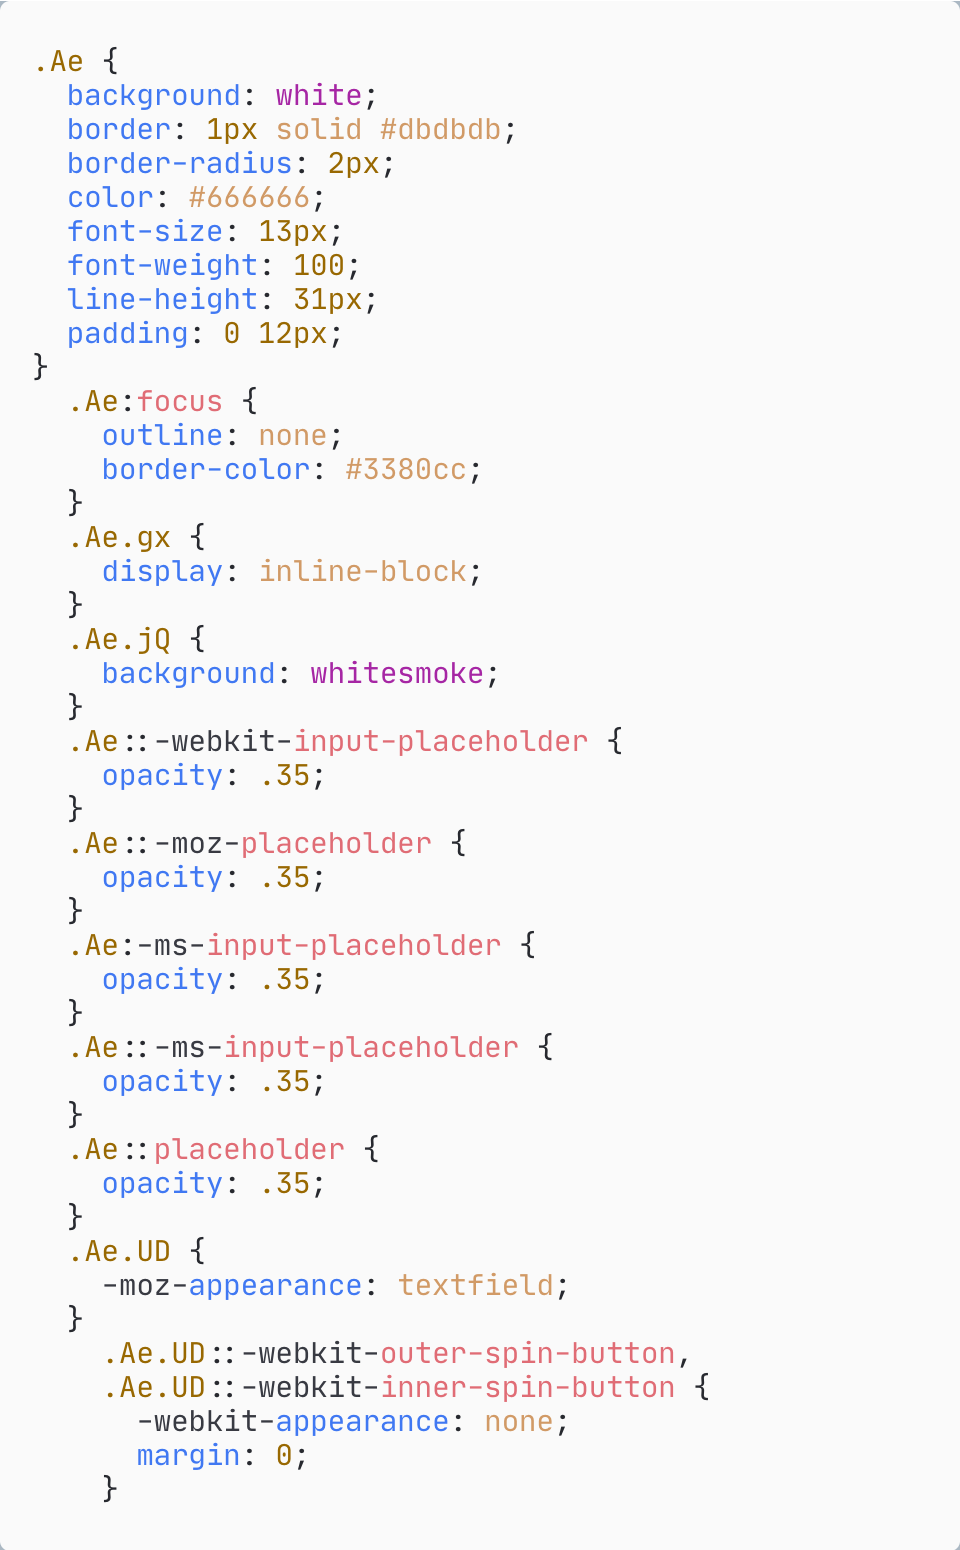 .Ae {
  background: white;
  border: 1px solid #dbdbdb;
  border-radius: 2px;
  color: #666666;
  font-size: 13px;
  font-weight: 100;
  line-height: 31px;
  padding: 0 12px;
}
  .Ae:focus {
    outline: none;
    border-color: #3380cc;
  }
  .Ae.gx {
    display: inline-block;
  }
  .Ae.jQ {
    background: whitesmoke;
  }
  .Ae::-webkit-input-placeholder {
    opacity: .35;
  }
  .Ae::-moz-placeholder {
    opacity: .35;
  }
  .Ae:-ms-input-placeholder {
    opacity: .35;
  }
  .Ae::-ms-input-placeholder {
    opacity: .35;
  }
  .Ae::placeholder {
    opacity: .35;
  }
  .Ae.UD {
    -moz-appearance: textfield;
  }
    .Ae.UD::-webkit-outer-spin-button,
    .Ae.UD::-webkit-inner-spin-button {
      -webkit-appearance: none;
      margin: 0;
    }